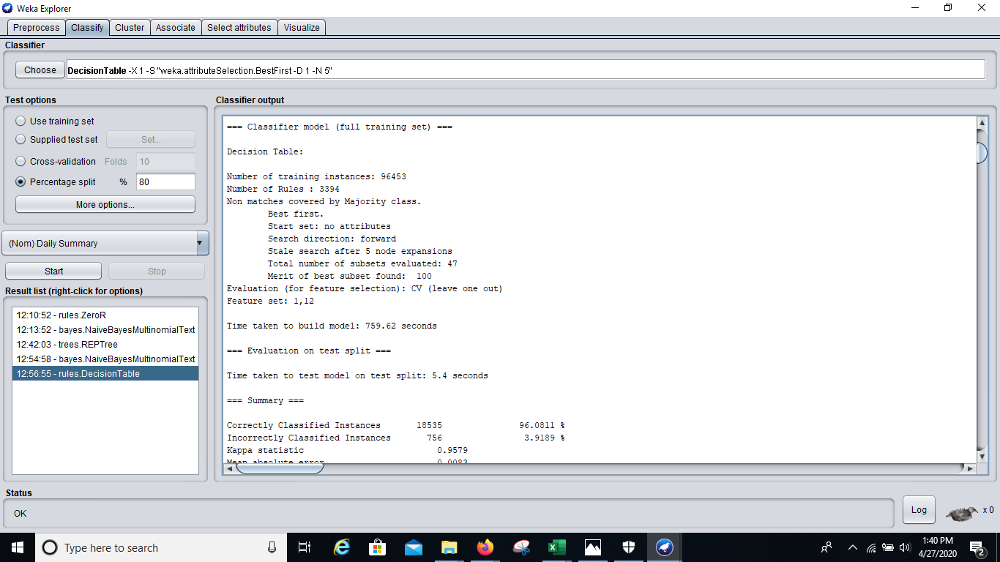 Weka Explorer
Preprocess Classify Cluster Associate Select attributes Visualize
Classifier
Choose DecisionTable -X 1 -S "weka.attributeSelection.BestFirst -D 1 -N 5"
Test options
Use training set
Supplied test set Set...
Cross-validation Folds 10
Percentage split % 80
More options...
(Nom) Daily Summary
Start Stop
Result list (right-click for options)
12:10:52 - rules.ZeroR
12:13:52 - bayes.NaiveBayesMultinomialText
12:42:03 - trees.REPTree
12:54:58 - bayes.NaiveBayesMultinomialText
12:56:55 - rules.DecisionTable
Classifier output
=== Classifier model (full training set) ===
Decision Table:
Number of training instances: 96453
Number of Rules : 3394
Non matches covered by Majority class.
Best first.
Start set: no attributes
Search direction: forward
Stale search after 5 node expansions
Total number of subsets evaluated: 47
Merit of best subset found: 100
Evaluation (for feature selection): CV (leave one out)
Feature set: 1,12
Time taken to build model: 759.62 seconds
=== Evaluation on test split ===
Time taken to test model on test split: 5.4 seconds
=== Summary ===
Correctly Classified Instances 18535 96.0811 %
Incorrectly Classified Instances 756 3.9189 %
Kappa statistic 0.9579
Mean absolute error 0.0083
Status
OK
Log x 0
Type here to search
1:40 PM
4/27/2020
2